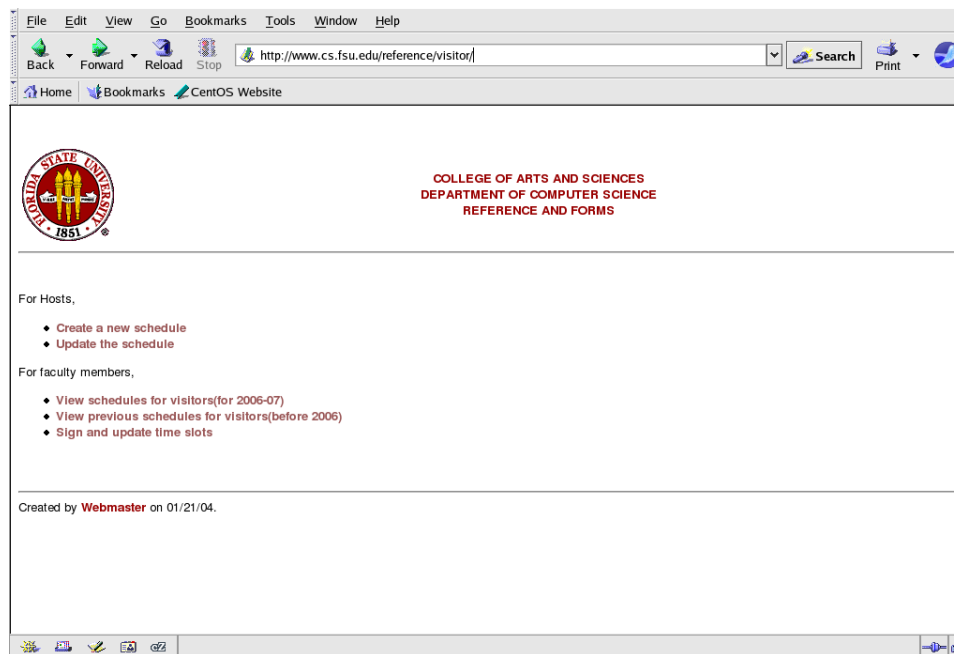 File Edit View Go Bookmarks Tools Window Help
http://www.cs.fsu.edu/reference/visitor/
Search
Back Forward Reload Stop
Print
Home Bookmarks CentOS Website
FLORIDA STATE UNIVERSITY
1851
COLLEGE OF ARTS AND SCIENCES
DEPARTMENT OF COMPUTER SCIENCE
REFERENCE AND FORMS
For Hosts,
Create a new schedule
Update the schedule
For faculty members,
View schedules for visitors(for 2006-07)
View previous schedules for visitors(before 2006)
Sign and update time slots
Created by Webmaster on 01/21/04.